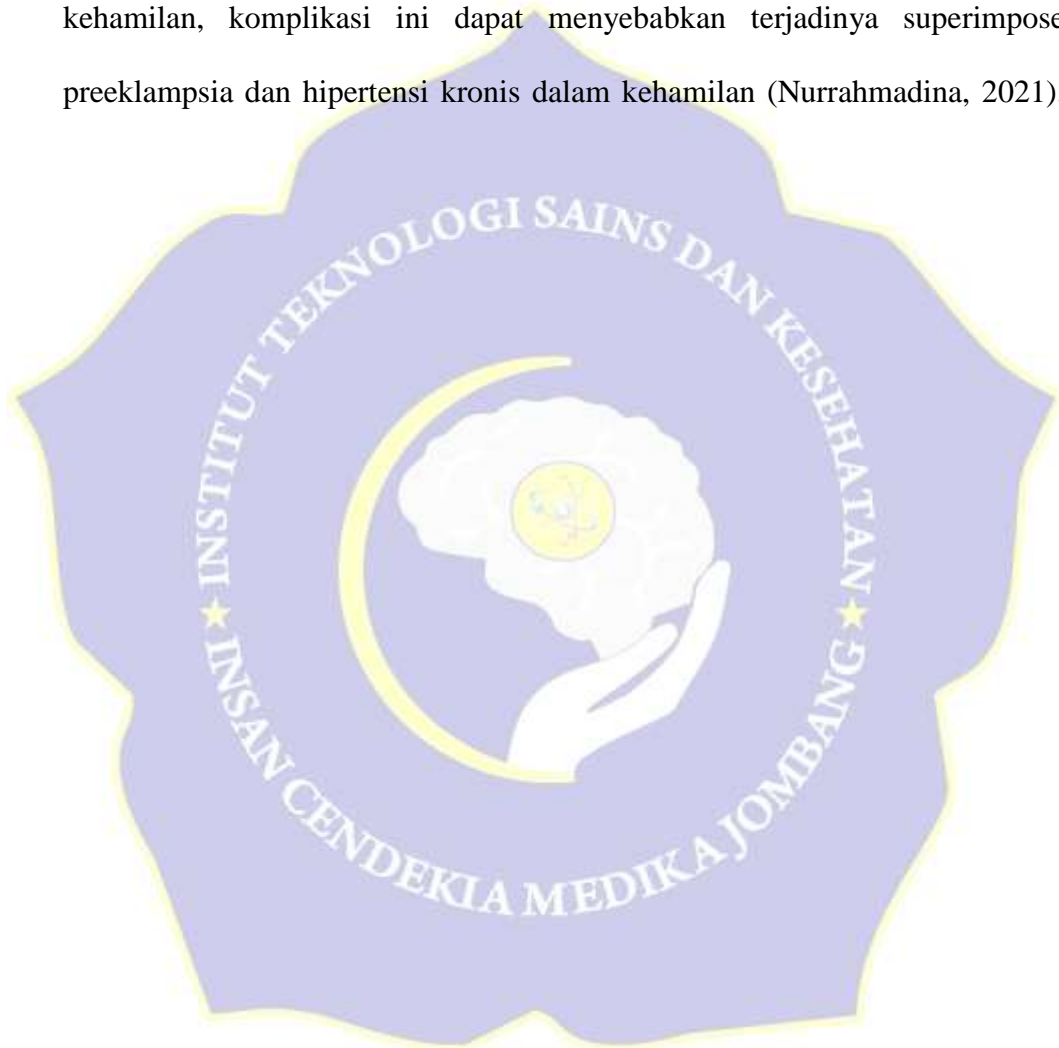 kehamilan, komplikasi ini dapat menyebabkan terjadinya superimpose
preeklampsia dan hipertensi kronis dalam kehamilan (Nurrahmadina, 2021)
INSTITUT TEKNOLOGI SAINS DAN KESEHATAN
INSAN CENDEKIA MEDIKA JOMBANG